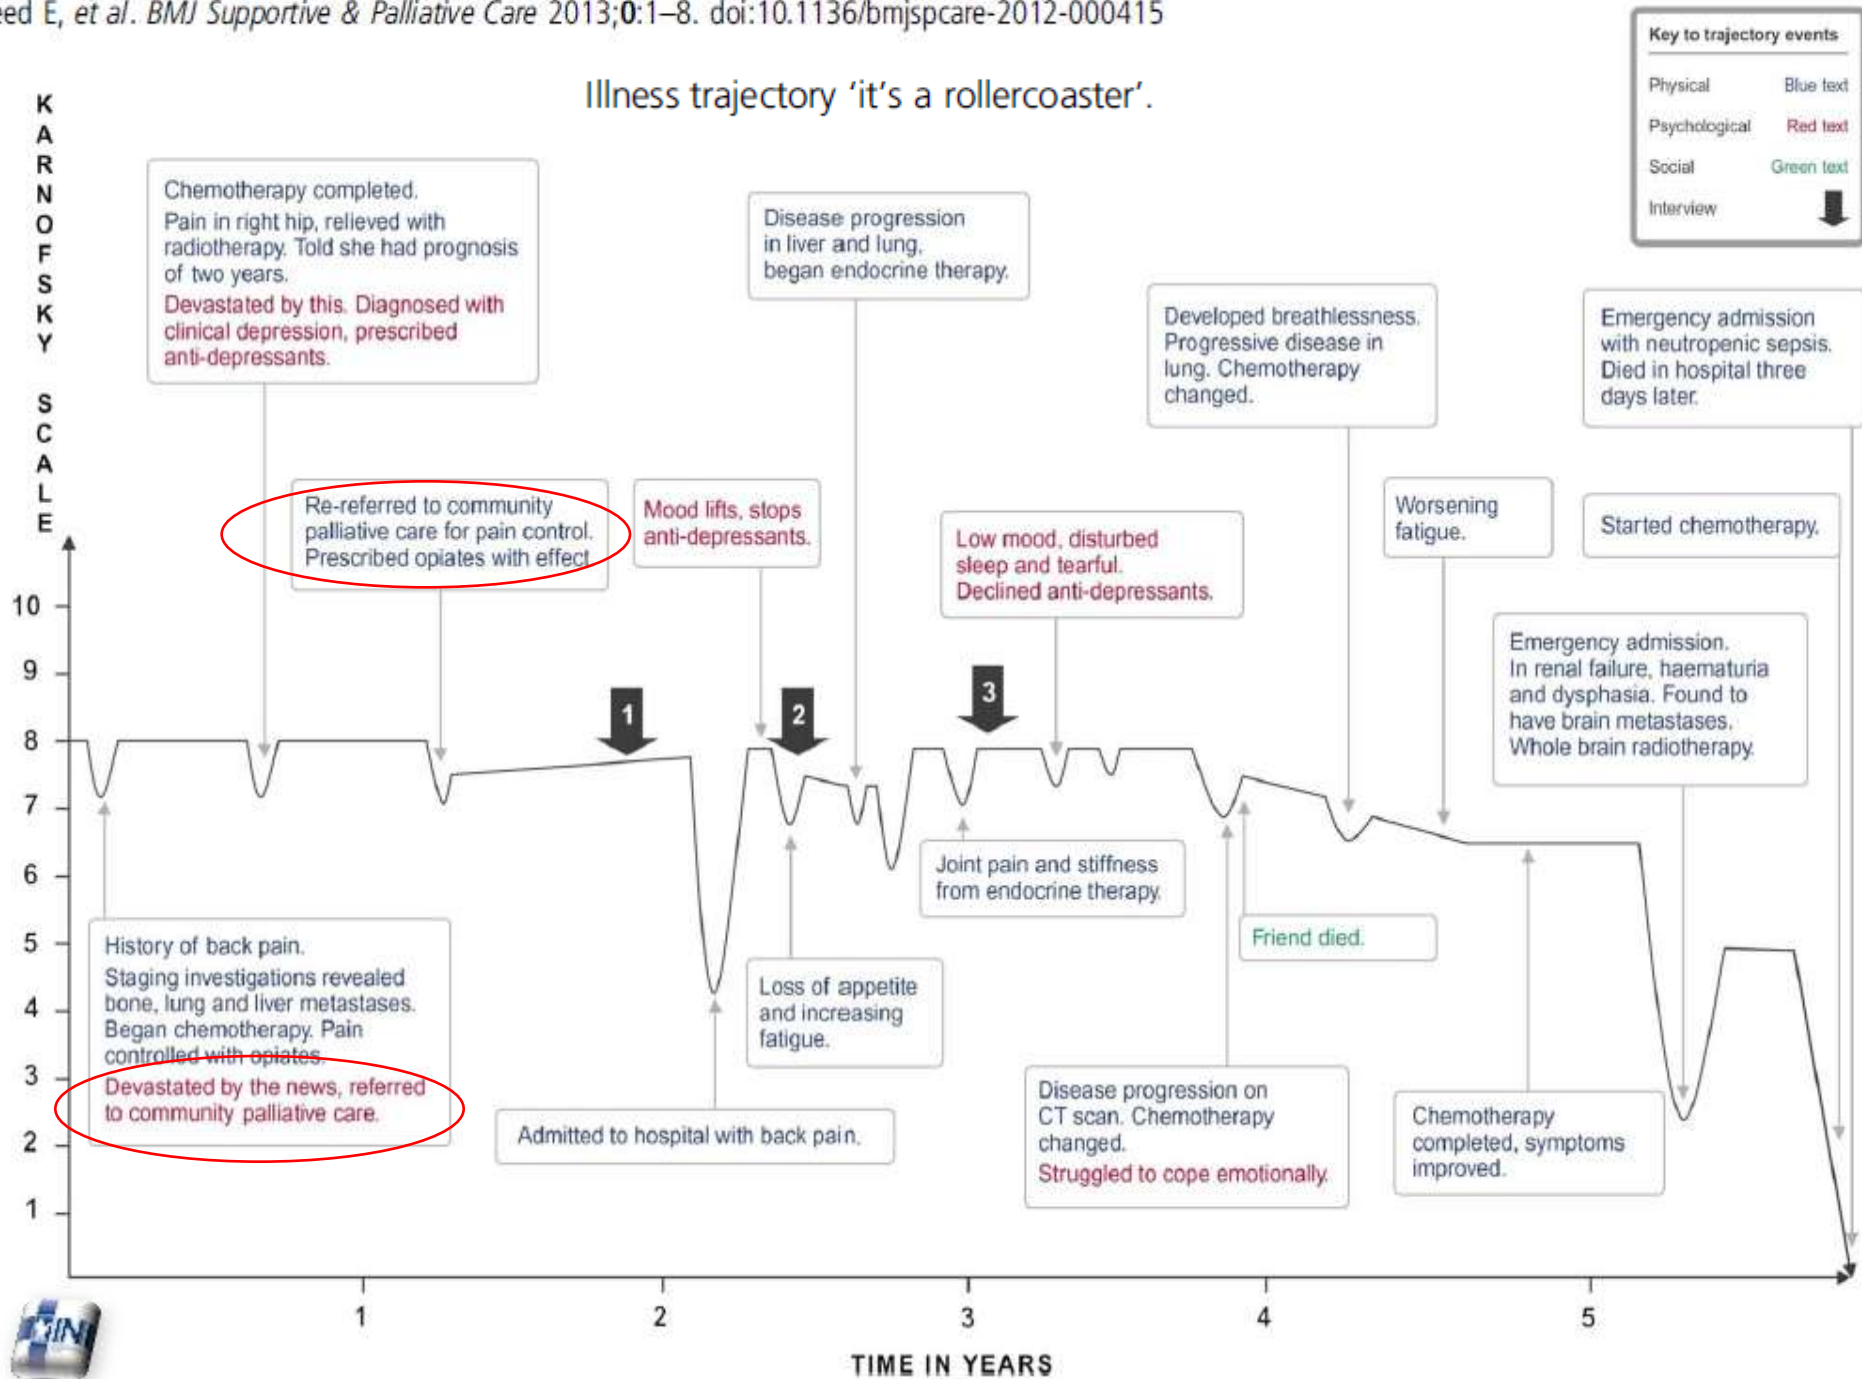 eed E, et al. BMJ Supportive & Palliative Care 2013;0:1–8. doi:10.1136/bmjspcare-2012-000415
Illness trajectory ‘it’s a rollercoaster’.
Key to trajectory events
Physical Blue text
Psychological Red text
Social Green text
Interview
KARNOFSKY SCALE
Chemotherapy completed.
Pain in right hip, relieved with
radiotherapy. Told she had prognosis
of two years.
Devastated by this. Diagnosed with
clinical depression, prescribed
anti-depressants.
Disease progression
in liver and lung,
began endocrine therapy.
Developed breathlessness.
Progressive disease in
lung. Chemotherapy
changed.
Emergency admission
with neutropenic sepsis.
Died in hospital three
days later.
Re-referred to community
palliative care for pain control.
Prescribed opiates with effect
Mood lifts, stops
anti-depressants.
Low mood, disturbed
sleep and tearful.
Declined anti-depressants.
Worsening
fatigue.
Started chemotherapy.
Emergency admission.
In renal failure, haematuria
and dysphasia. Found to
have brain metastases.
Whole brain radiotherapy.
10
9
8
7
6
5
4
3
2
1
1
2
3
History of back pain.
Staging investigations revealed
bone, lung and liver metastases.
Began chemotherapy. Pain
controlled with opiates.
Devastated by the news, referred
to community palliative care.
Admitted to hospital with back pain.
Loss of appetite
and increasing
fatigue.
Joint pain and stiffness
from endocrine therapy.
Friend died.
Disease progression on
CT scan. Chemotherapy
changed.
Struggled to cope emotionally.
Chemotherapy
completed, symptoms
improved.
1 2 3 4 5
TIME IN YEARS